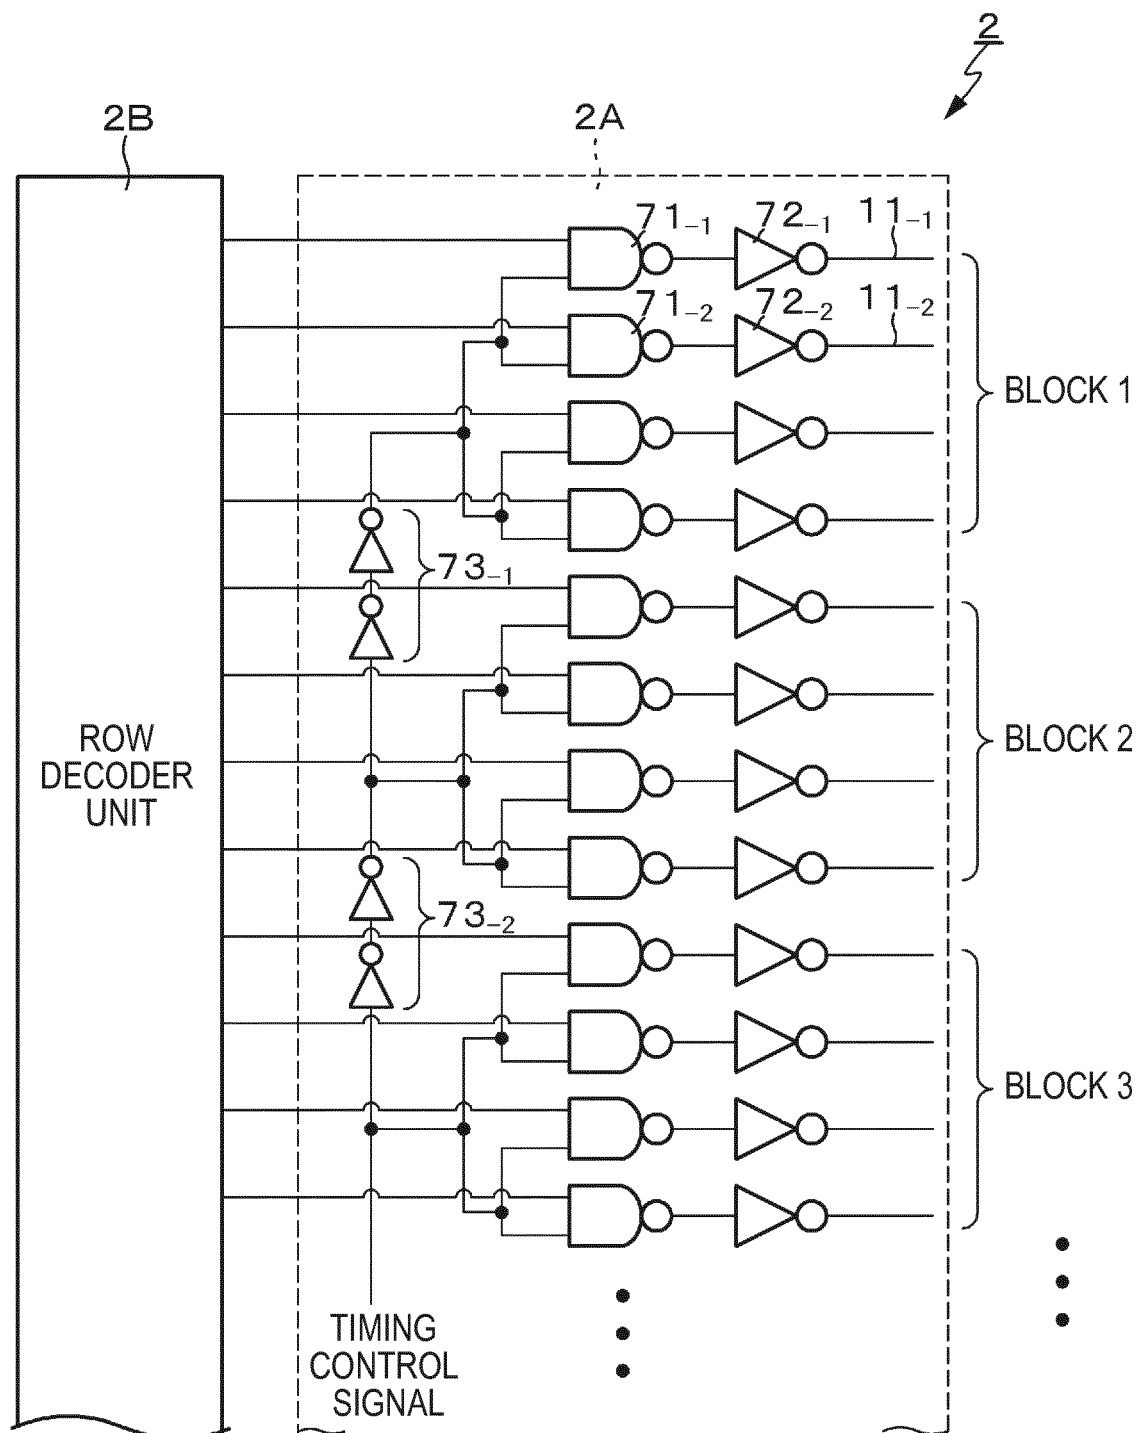 2
2B
2A
71-1
72-1
11-1
71-2
72-2
11-2
BLOCK 1
73-1
BLOCK 2
ROW
DECODER
UNIT
73-2
BLOCK 3
TIMING
CONTROL
SIGNAL